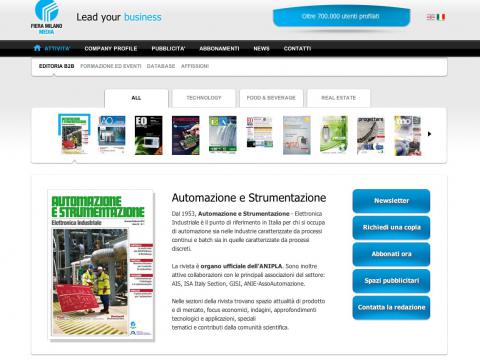 FIERA MILANO
MEDIA
Lead your business
Oltre 700.000 utenti profilati
ATTIVITA' COMPANY PROFILE PUBBLICITA' ABBONAMENTI NEWS CONTATTI
EDITORIA B2B FORMAZIONE ED EVENTI DATABASE AFFISSIONI
ALL TECHNOLOGY FOOD & BEVERAGE REAL ESTATE
AO
EO
progettare
AUTOMAZIONE
E STRUMENTAZIONE
Elettronica Industriale
Automazione e Strumentazione
Dal 1953, Automazione e Strumentazione - Elettronica
Industriale è il punto di riferimento in Italia per chi si occupa
di automazione sia nelle industrie caratterizzate da processi
continui e batch sia in quelle caratterizzate da processi
discreti.
La rivista è organo ufficiale dell'ANIPLA. Sono inoltre
attive collaborazioni con le principali associazioni del settore:
AIS, ISA Italy Section, GISI, ANIE-AssoAutomazione.
Nelle sezioni della rivista trovano spazio attualità di prodotto
e di mercato, focus economici, indagini, approfondimenti
tecnologici e applicazioni, speciali
tematici e contributi dalla comunità scientifica.
Newsletter
Richiedi una copia
Abbonati ora
Spazi pubblicitari
Contatta la redazione